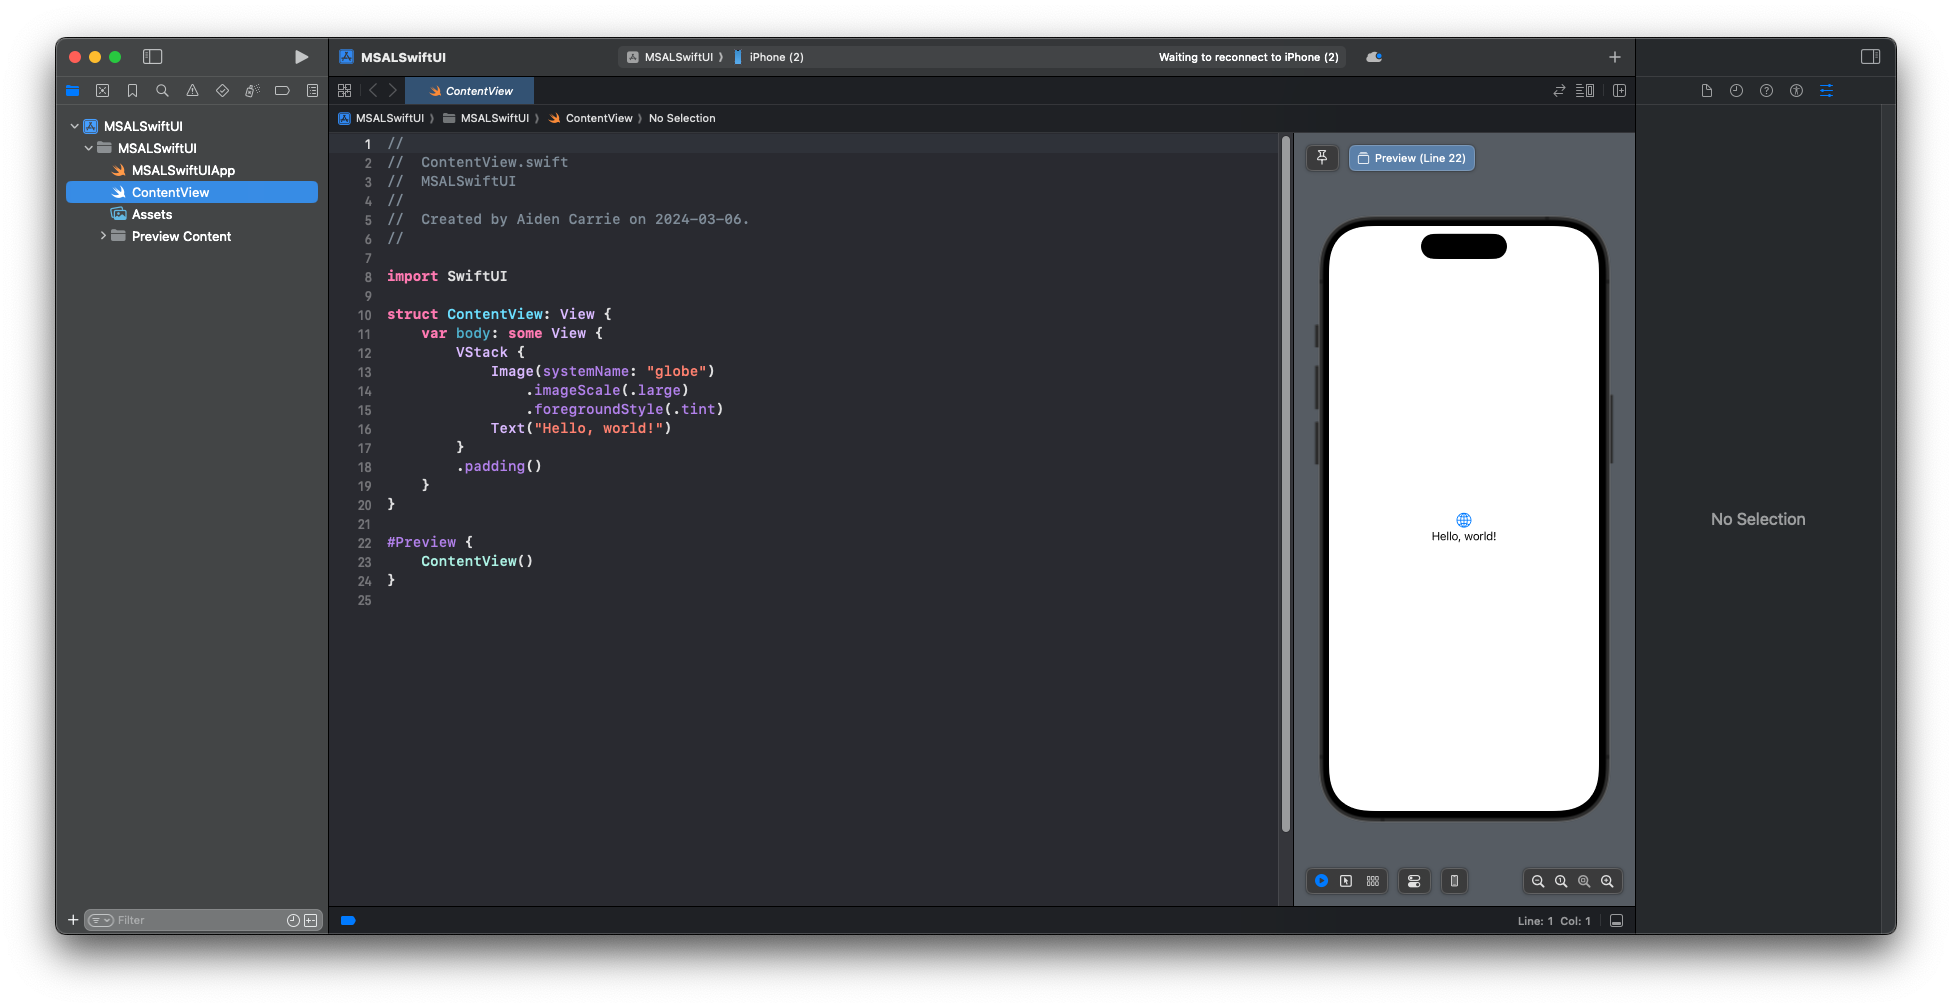 MSALSwiftUI
MSALSwiftUI
iPhone (2)
Waiting to reconnect to iPhone (2)
ContentView
MSALSwiftUI
MSALSwiftUI
MSALSwiftUIApp
ContentView
Assets
Preview Content
MSALSwiftUI
MSALSwiftUI
ContentView
No Selection
1 //
2 //  ContentView.swift
3 //  MSALSwiftUI
4 //
5 //  Created by Aiden Carrie on 2024-03-06.
6 //
7
8 import SwiftUI
9
10 struct ContentView: View {
11     var body: some View {
12         VStack {
13             Image(systemName: "globe")
14                 .imageScale(.large)
15                 .foregroundStyle(.tint)
16             Text("Hello, world!")
17         }
18         .padding()
19     }
20 }
21
22 #Preview {
23     ContentView()
24 }
25
Preview (Line 22)
Hello, world!
No Selection
Filter
Line: 1  Col: 1